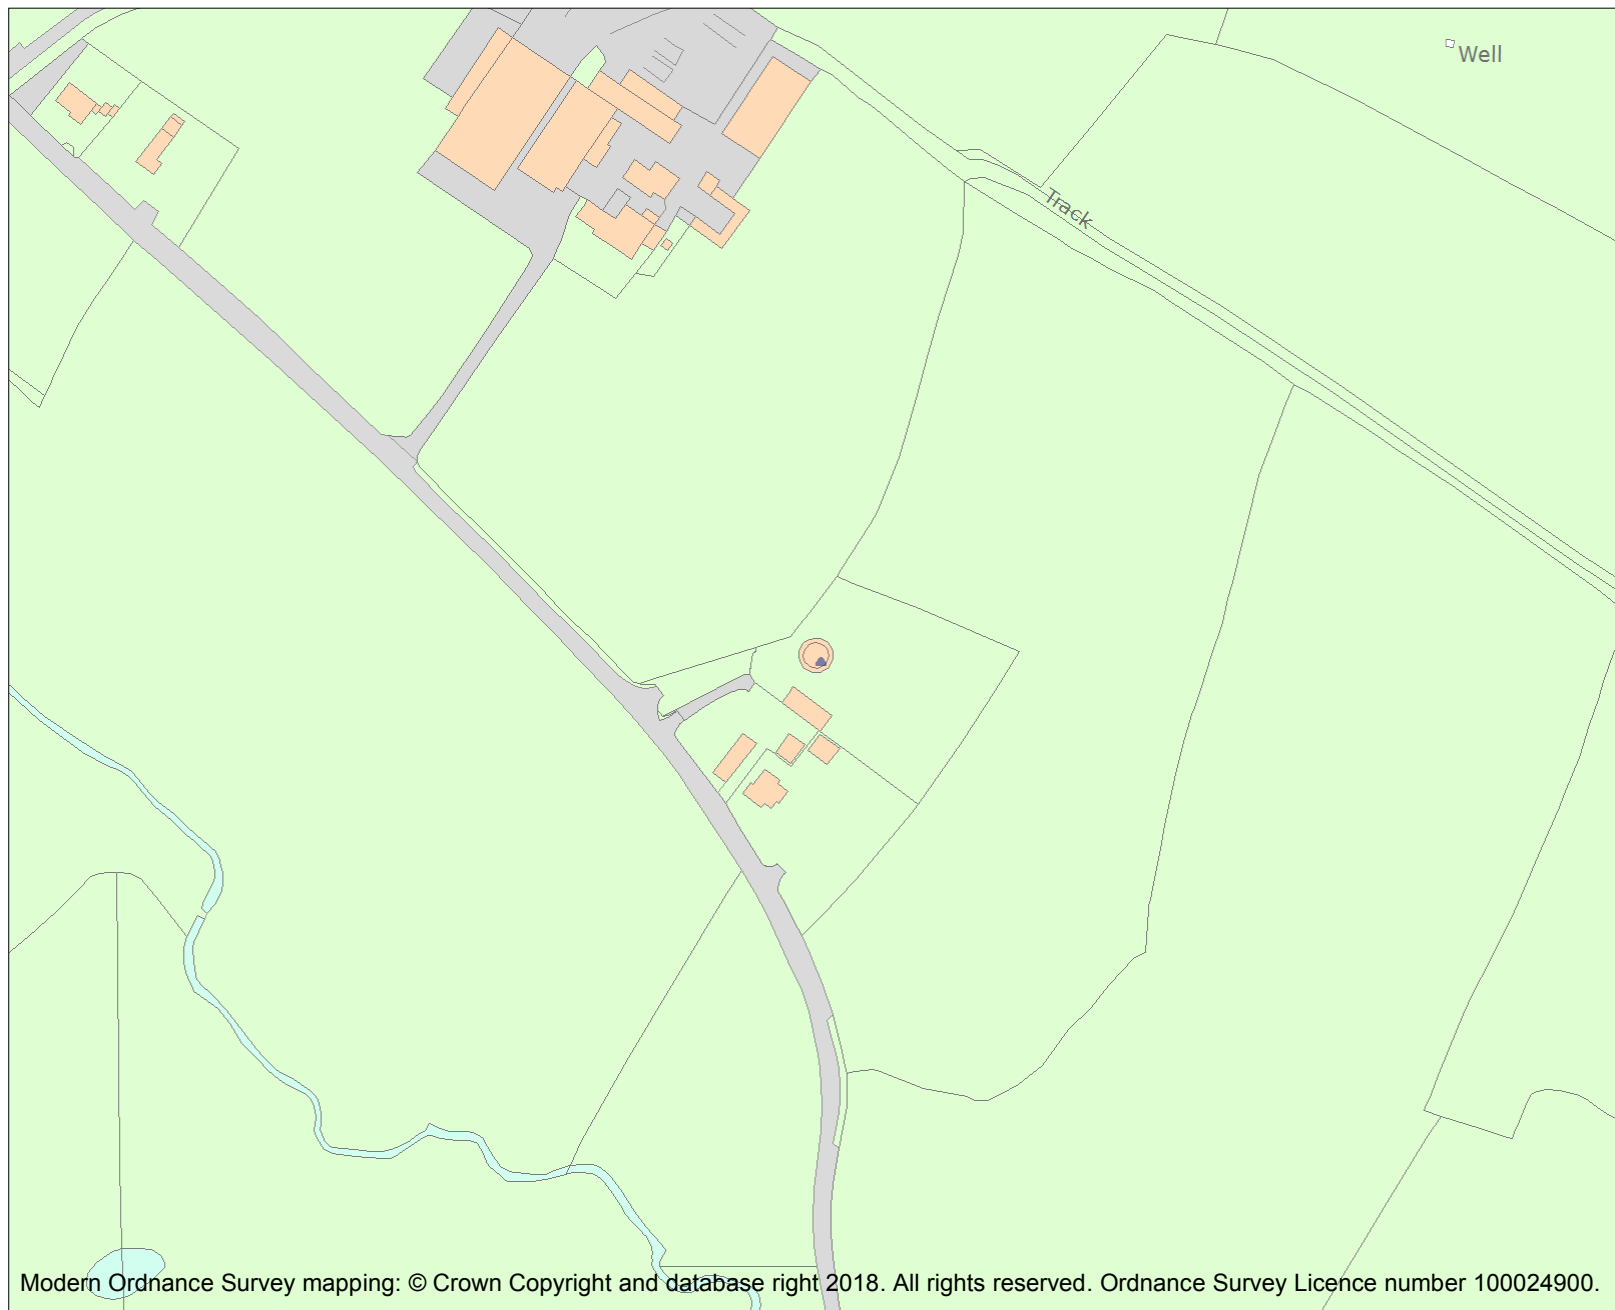 Well
Track
Modern Ordnance Survey mapping: © Crown Copyright and database right 2018. All rights reserved. Ordnance Survey Licence number 100024900.